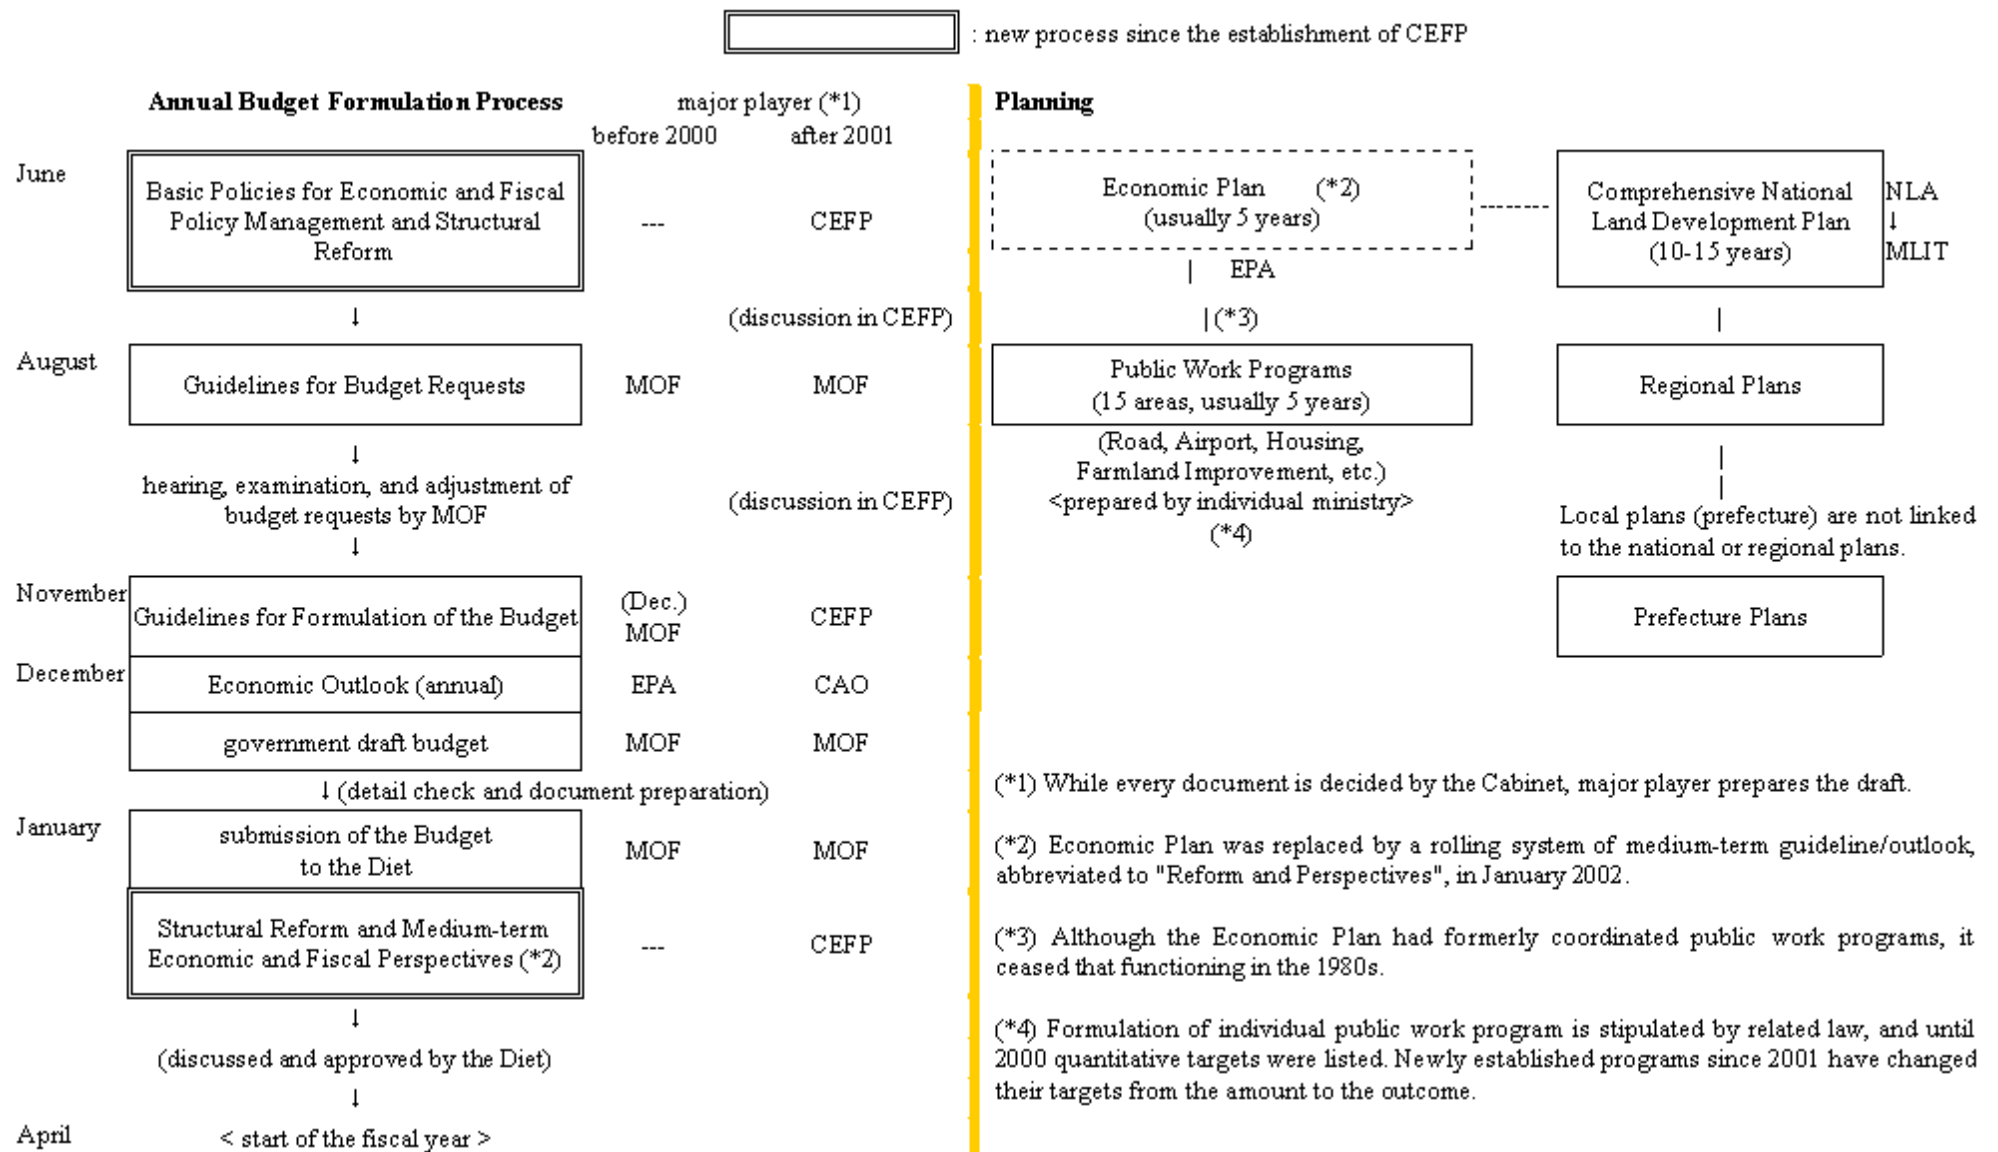 : new process since the establishment of CEFP
Annual Budget Formulation Process
major player (*1)
before 2000
after 2001
June
Basic Policies for Economic and Fiscal
Policy Management and Structural
Reform
---
CEFP
↓
(discussion in CEFP)
August
Guidelines for Budget Requests
MOF
MOF
↓
hearing, examination, and adjustment of
budget requests by MOF
(discussion in CEFP)
↓
November
Guidelines for Formulation of the Budget
(Dec.)
MOF
CEFP
December
Economic Outlook (annual)
EPA
CAO
government draft budget
MOF
MOF
↓ (detail check and document preparation)
January
submission of the Budget
to the Diet
MOF
MOF
Structural Reform and Medium-term
Economic and Fiscal Perspectives (*2)
---
CEFP
↓
(discussed and approved by the Diet)
↓
April
< start of the fiscal year >
Planning
Economic Plan (*2)
(usually 5 years)
--------
Comprehensive National
Land Development Plan
(10-15 years)
NLA
↓
MLIT
| EPA
| (*3)
|
Public Work Programs
(15 areas, usually 5 years)
Regional Plans
(Road, Airport, Housing,
Farmland Improvement, etc.)
<prepared by individual ministry>
(*4)
|
|
Local plans (prefecture) are not linked
to the national or regional plans.
Prefecture Plans
(*1) While every document is decided by the Cabinet, major player prepares the draft.
(*2) Economic Plan was replaced by a rolling system of medium-term guideline/outlook,
abbreviated to "Reform and Perspectives", in January 2002.
(*3) Although the Economic Plan had formerly coordinated public work programs, it
ceased that functioning in the 1980s.
(*4) Formulation of individual public work program is stipulated by related law, and until
2000 quantitative targets were listed. Newly established programs since 2001 have changed
their targets from the amount to the outcome.